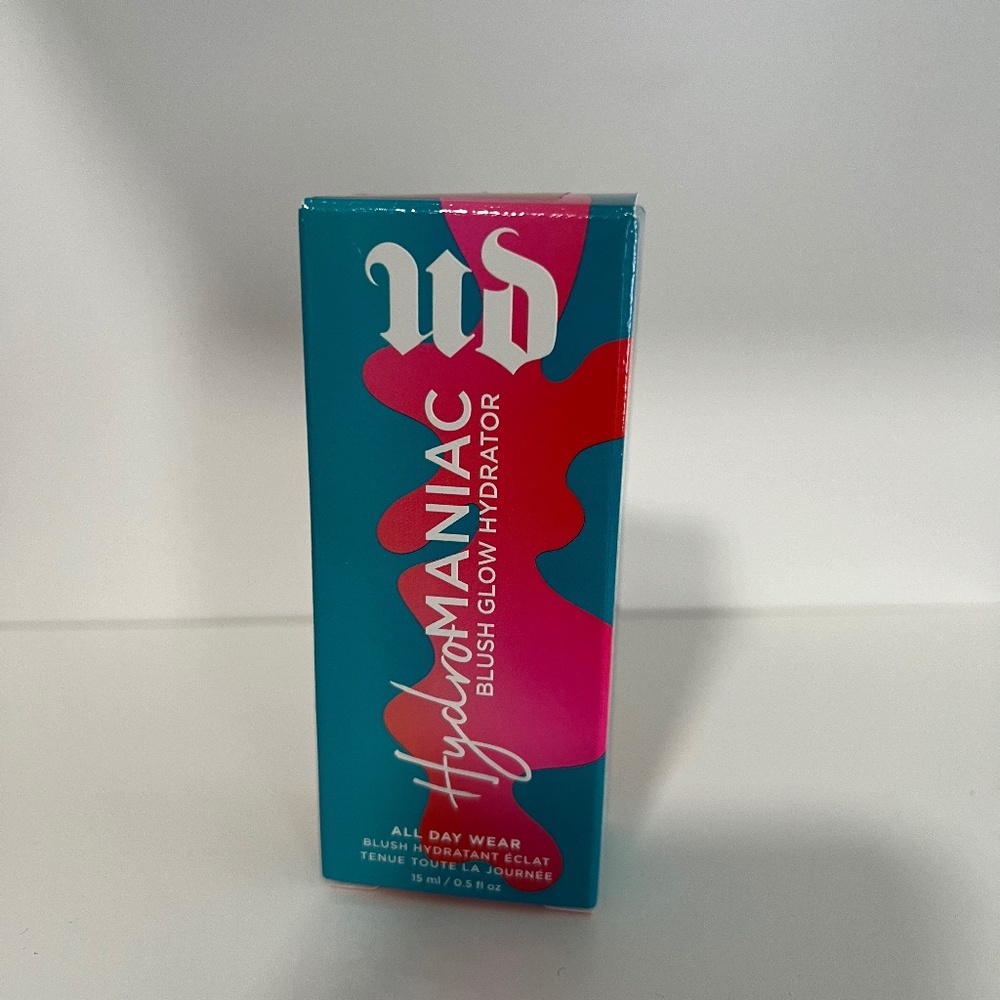 UD
HydroMANIAC
BLUSH GLOW HYDRATOR
ALL DAY WEAR
BLUSH HYDRATANT ÉCLAT
TENUE TOUTE LA JOURNÉE
15 ml / 0.5 fl oz